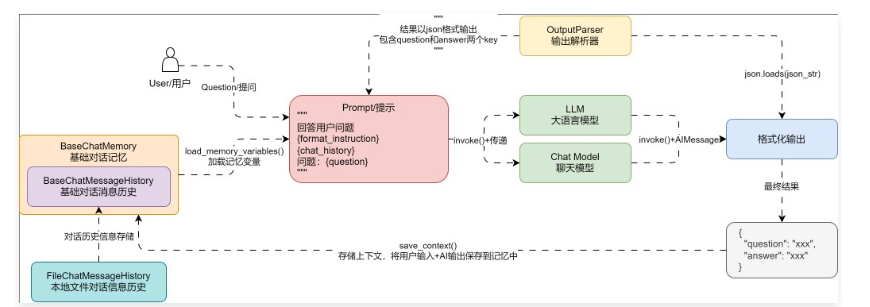 """
结果以json格式输出
包含question和answer两个key
"""
OutputParser
输出解析器
User/用户
Question/提问
json.loads(json_str)
Prompt/提示
"""
回答用户问题
{format_instruction}
{chat_history}
问题：{question}
"""
LLM
大语言模型
invoke()+传递
Chat Model
聊天模型
invoke()+AIMessage
格式化输出
BaseChatMemory
基础对话记忆
BaseChatMessageHistory
基础对话消息历史
load_memory_variables()
加载记忆变量
最终结果
对话历史信息存储
save_context()
存储上下文，将用户输入+AI输出保存到记忆中
{
"question": "xxx",
"answer": "xxx"
}
FileChatMessageHistory
本地文件对话信息历史